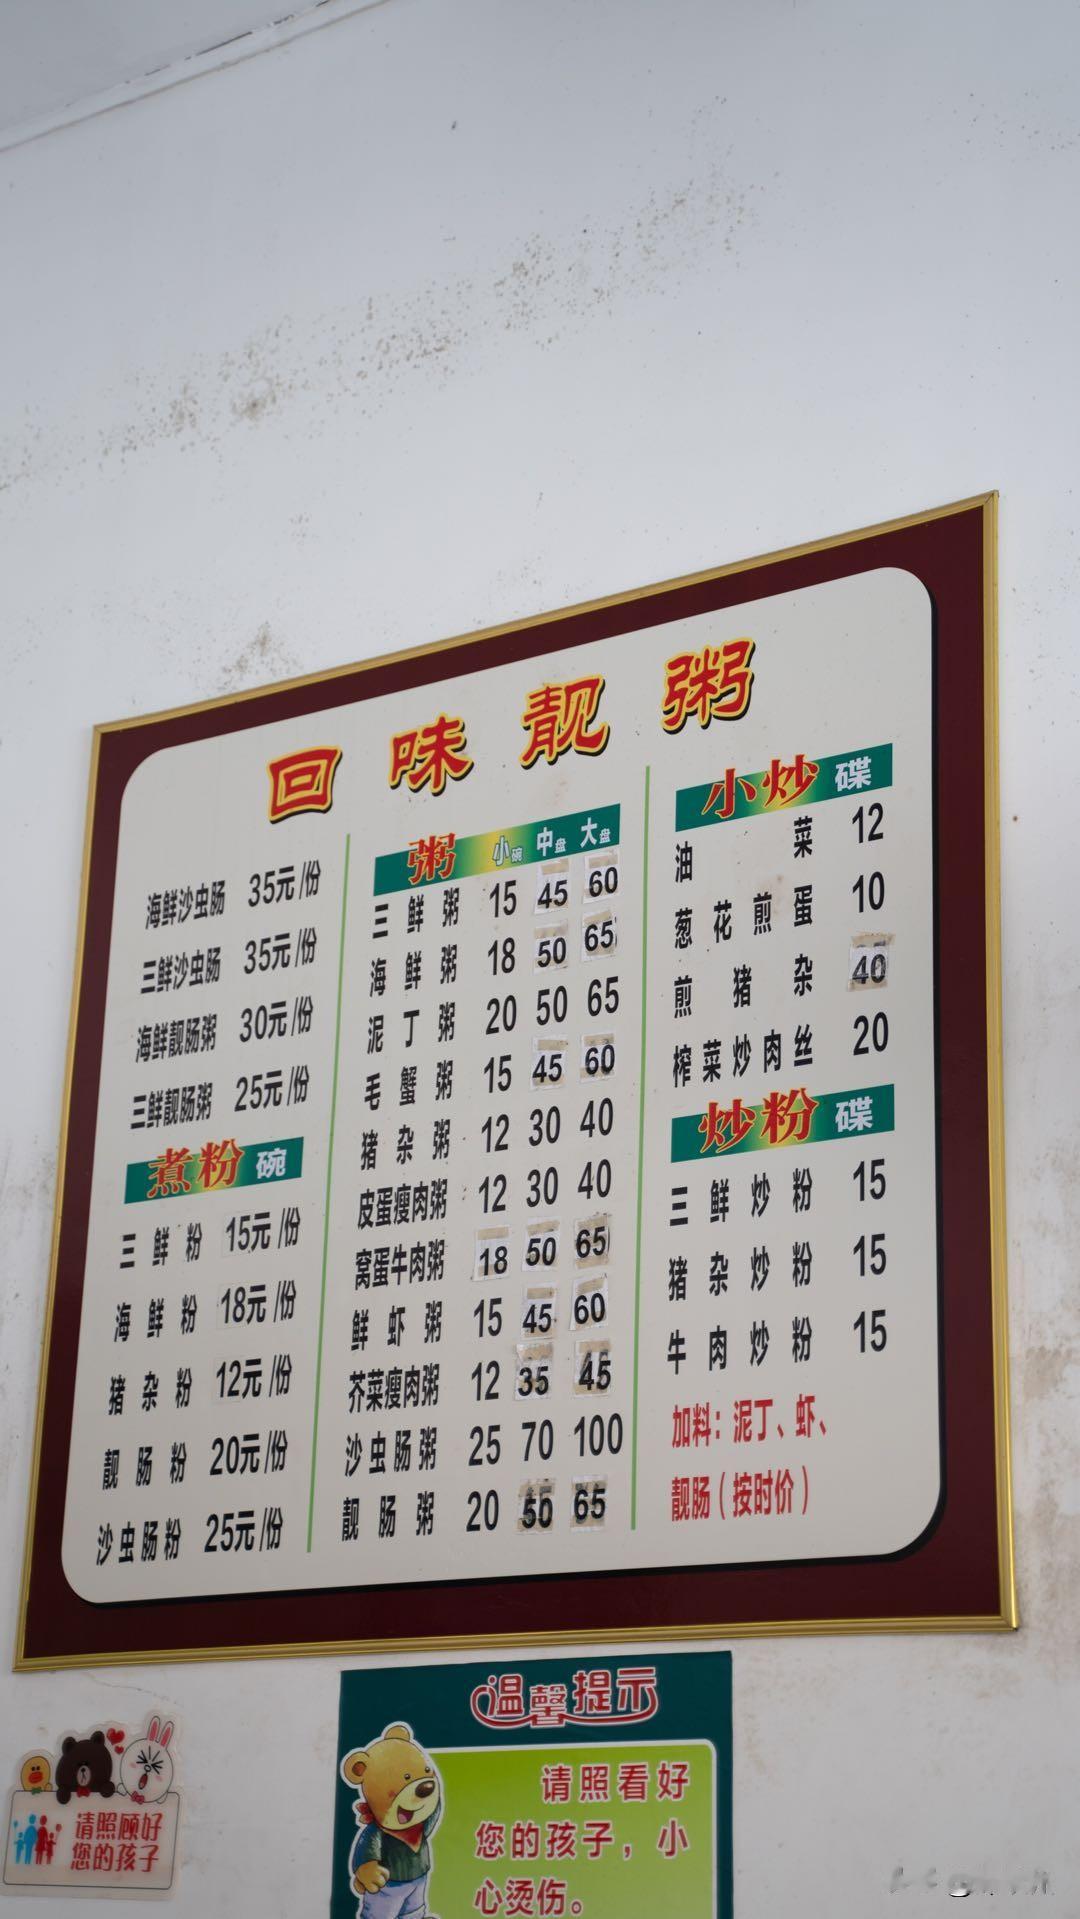 回味靓粥
海鲜沙虫肠 35元/份
三鲜沙虫肠 35元/份
海鲜靓肠粥 30元/份
三鲜靓肠粥 25元/份
煮粉 碗
三鲜粉 15元/份
海鲜粉 18元/份
猪杂粉 12元/份
靓肠粉 20元/份
沙虫肠粉 25元/份
粥 小碗 中盘 大盘
三鲜粥 15 45 60
海鲜粥 18 50 65
泥丁粥 20 50 65
毛蟹粥 15 45 60
猪杂粥 12 30 40
皮蛋瘦肉粥 12 30 40
窝蛋牛肉粥 18 50 65
鲜虾粥 15 45 60
芥菜瘦肉粥 12 35 45
沙虫肠粥 25 70 100
靓肠粥 20 50 65
小炒 碟
油菜 12
葱花煎蛋 10
煎猪杂 40
榨菜炒肉丝 20
炒粉 碟
三鲜炒粉 15
猪杂炒粉 15
牛肉炒粉 15
加料：泥丁、虾、
靓肠（按时价）
温馨提示
请照看好
您的孩子，小
心烫伤。
请照顾好
您的孩子